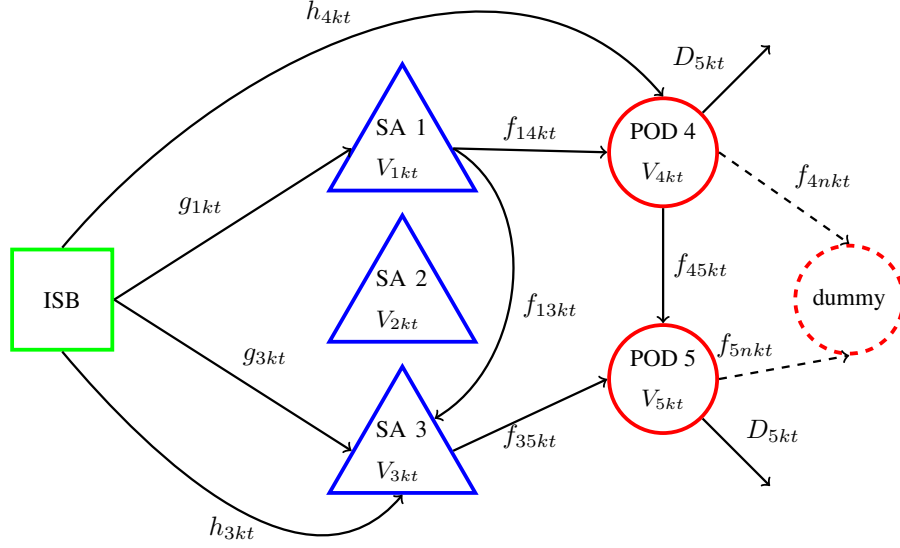 h4kt
D5kt
SA 1
V1kt
f14kt
POD 4
V4kt
f4nkt
g1kt
ISB
SA 2
V2kt
f13kt
f45kt
dummy
g3kt
SA 3
V3kt
f35kt
POD 5
V5kt
f5nkt
D5kt
h3kt